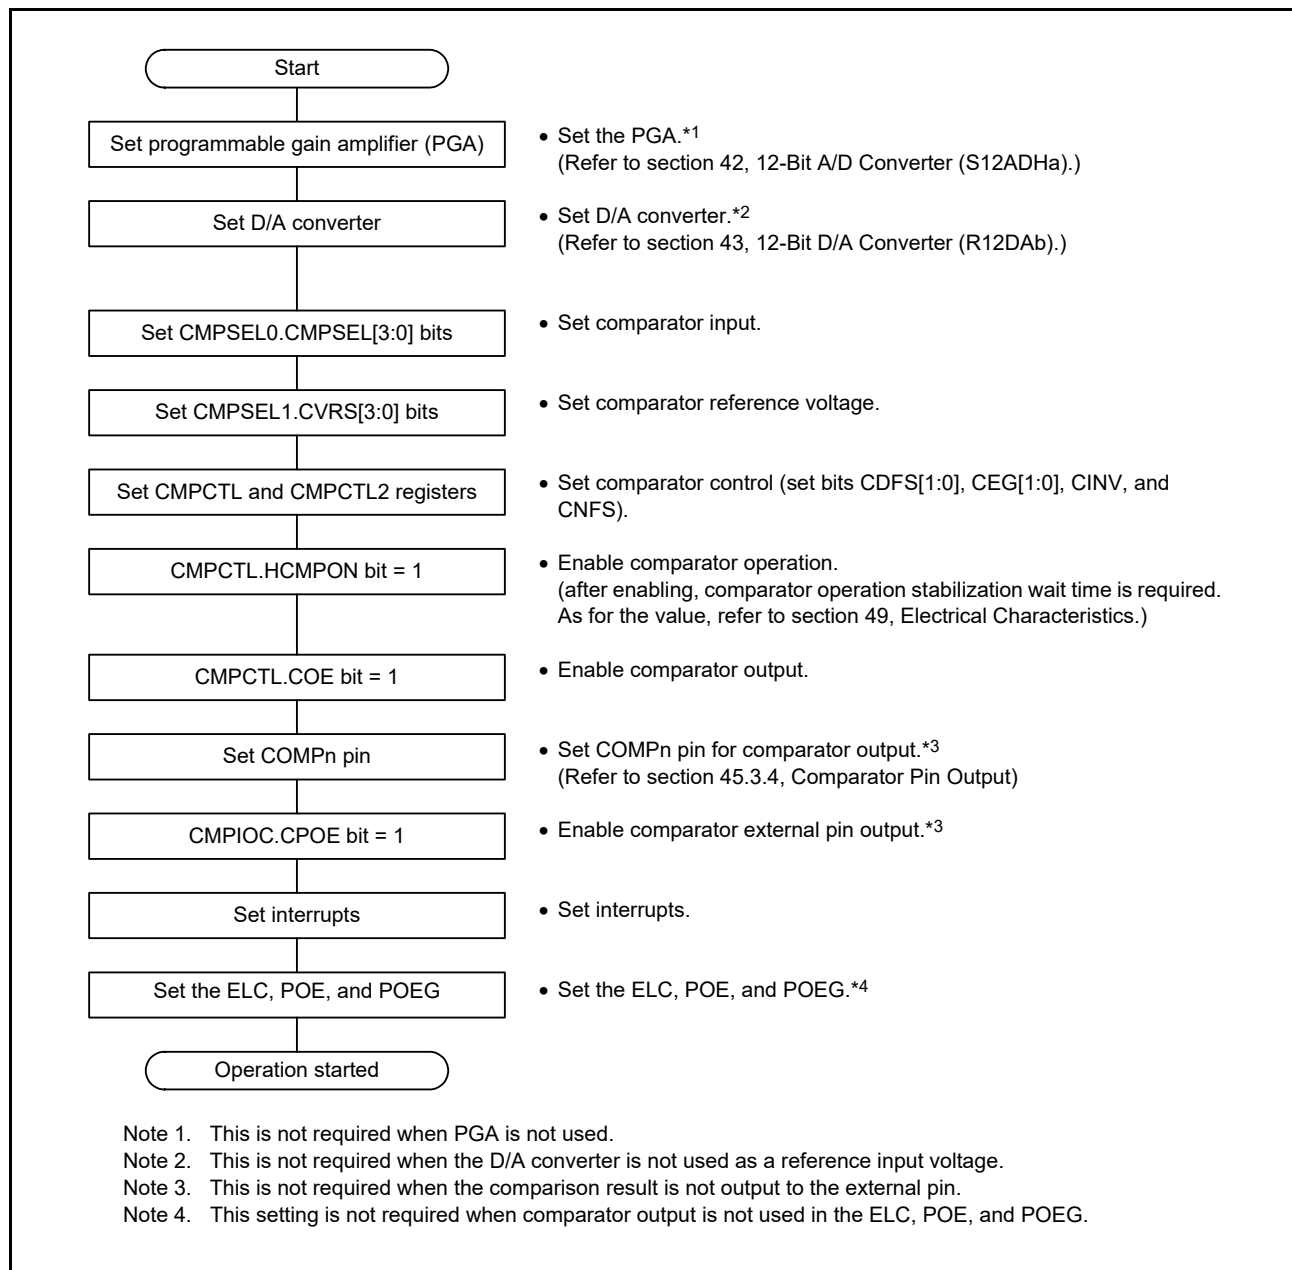 Start
Set programmable gain amplifier (PGA)
• Set the PGA.*1
(Refer to section 42, 12-Bit A/D Converter (S12ADHa).)
Set D/A converter
• Set D/A converter.*2
(Refer to section 43, 12-Bit D/A Converter (R12DAb).)
Set CMPSEL0.CMPSEL[3:0] bits
• Set comparator input.
Set CMPSEL1.CVRS[3:0] bits
• Set comparator reference voltage.
Set CMPCTL and CMPCTL2 registers
• Set comparator control (set bits CDFS[1:0], CEG[1:0], CINV, and
CNFS).
CMPCTL.HCMPON bit = 1
• Enable comparator operation.
(after enabling, comparator operation stabilization wait time is required.
As for the value, refer to section 49, Electrical Characteristics.)
CMPCTL.COE bit = 1
• Enable comparator output.
Set COMPn pin
• Set COMPn pin for comparator output.*3
(Refer to section 45.3.4, Comparator Pin Output)
CMPIOC.CPOE bit = 1
• Enable comparator external pin output.*3
Set interrupts
• Set interrupts.
Set the ELC, POE, and POEG
• Set the ELC, POE, and POEG.*4
Operation started
Note 1. This is not required when PGA is not used.
Note 2. This is not required when the D/A converter is not used as a reference input voltage.
Note 3. This is not required when the comparison result is not output to the external pin.
Note 4. This setting is not required when comparator output is not used in the ELC, POE, and POEG.